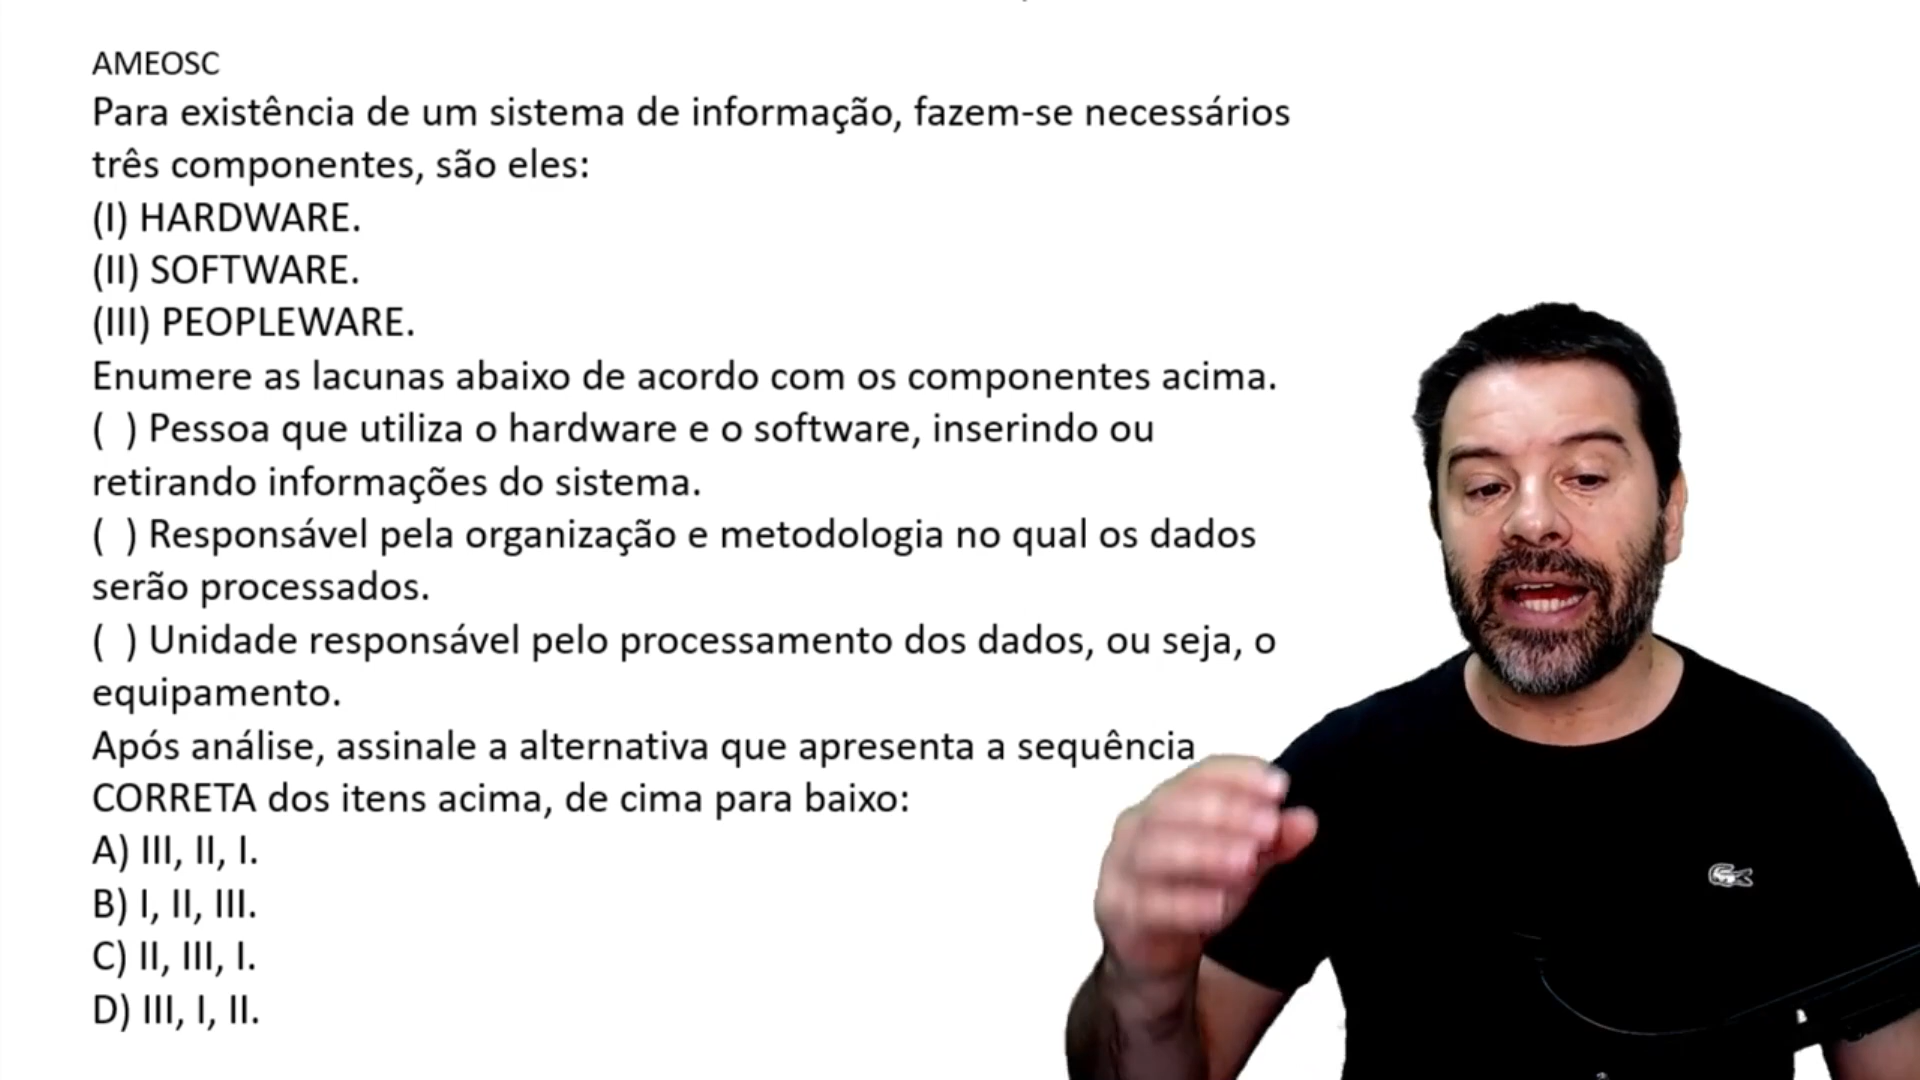 AMEOSC
Para existência de um sistema de informação, fazem-se necessários
três componentes, são eles:
(I) HARDWARE.
(II) SOFTWARE.
(III) PEOPLEWARE.
Enumere as lacunas abaixo de acordo com os componentes acima.
( ) Pessoa que utiliza o hardware e o software, inserindo ou
retirando informações do sistema.
( ) Responsável pela organização e metodologia no qual os dados
serão processados.
( ) Unidade responsável pelo processamento dos dados, ou seja, o
equipamento.
Após análise, assinale a alternativa que apresenta a sequência
CORRETA dos itens acima, de cima para baixo:
A) III, II, I.
B) I, II, III.
C) II, III, I.
D) III, I, II.